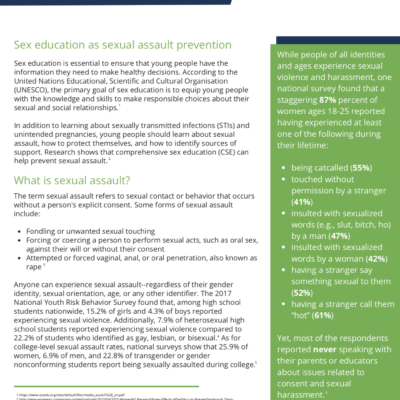 Sex education as sexual assault prevention
Sex education is essential to ensure that young people have the
information they need to make healthy decisions. According to the
United Nations Educational, Scientific and Cultural Organisation
(UNESCO), the primary goal of sex education is to equip young people
with the knowledge and skills to make responsible choices about their
sexual and social relationships.¹
In addition to learning about sexually transmitted infections (STIs) and
unintended pregnancies, young people should learn about sexual
assault, how to protect themselves, and how to identify sources of
support. Research shows that comprehensive sex education (CSE) can
help prevent sexual assault.²
What is sexual assault?
The term sexual assault refers to sexual contact or behavior that occurs
without a person's explicit consent. Some forms of sexual assault
include:
• Fondling or unwanted sexual touching
• Forcing or coercing a person to perform sexual acts, such as oral sex,
against their will or without their consent
• Attempted or forced vaginal, anal, or oral penetration, also known as
rape ³
Anyone can experience sexual assault--regardless of their gender
identity, sexual orientation, age, or any other identifier. The 2017
National Youth Risk Behavior Survey found that, among high school
students nationwide, 15.2% of girls and 4.3% of boys reported
experiencing sexual violence. Additionally, 7.9% of heterosexual high
school students reported experiencing sexual violence compared to
22.2% of students who identified as gay, lesbian, or bisexual.⁴ As for
college-level sexual assault rates, national surveys show that 25.9% of
women, 6.9% of men, and 22.8% of transgender or gender
nonconforming students report being sexually assaulted during college.⁵
While people of all identities
and ages experience sexual
violence and harassment, one
national survey found that a
staggering 87% percent of
women ages 18-25 reported
having experienced at least
one of the following during
their lifetime:
• being catcalled (55%)
• touched without
permission by a stranger
(41%)
• insulted with sexualized
words (e.g., slut, bitch, ho)
by a man (47%)
• insulted with sexualized
words by a woman (42%)
• having a stranger say
something sexual to them
(52%)
• having a stranger call them
"hot" (61%)
Yet, most of the respondents
reported never speaking with
their parents or educators
about issues related to
consent and sexual
harassment.